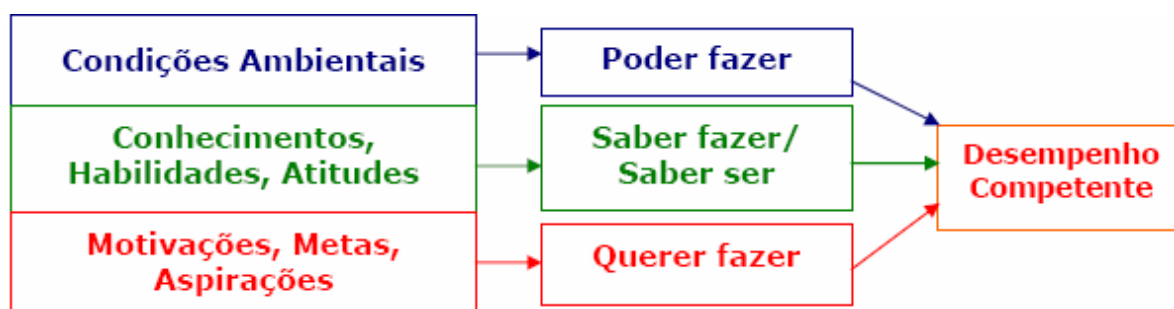 Condições Ambientais
Poder fazer
Conhecimentos,
Habilidades, Atitudes
Saber fazer/
Saber ser
Motivações, Metas,
Aspirações
Querer fazer
Desempenho
Competente